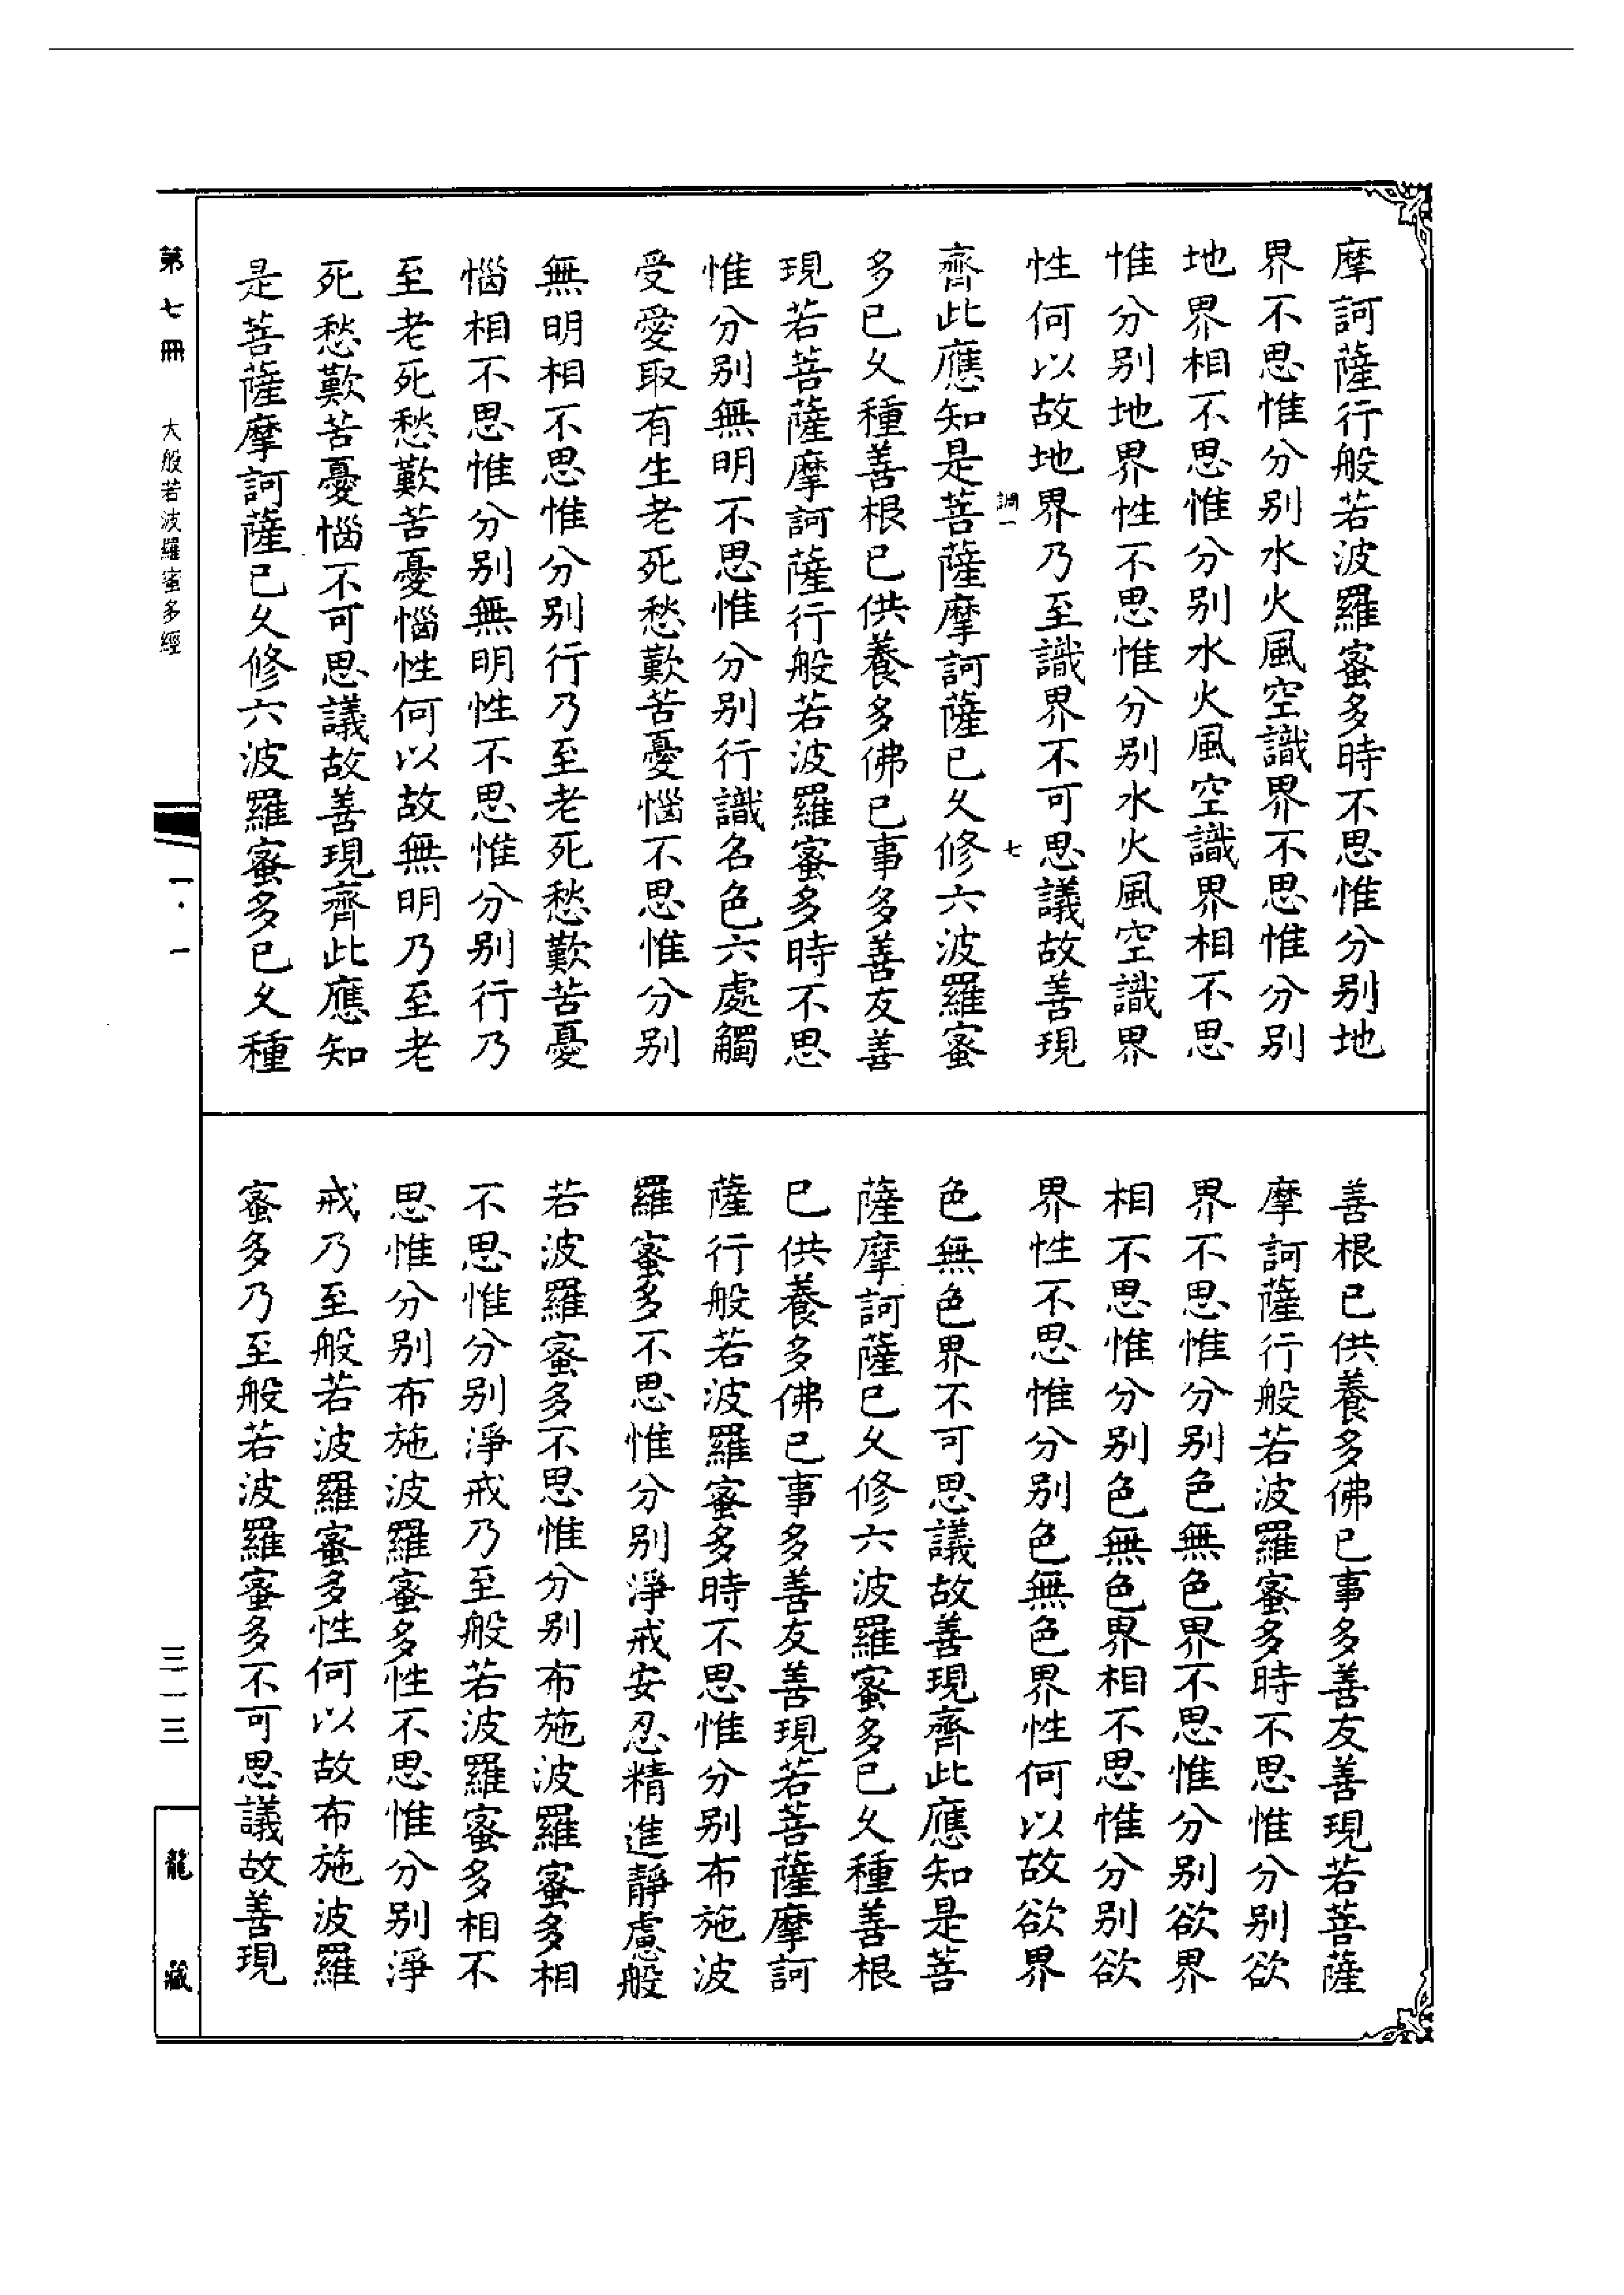 摩訶薩行般若波羅蜜多時不思惟分别地
界不思惟分别水火風空識界不思惟分别
地界相不思惟分别水火風空識界相不思
惟分别地界性不思惟分别水火風空識界
性何以故地界乃至識界不可思議故善現
調一
七
齊此應知是菩薩摩訶薩已久修六波羅蜜
多已久種善根已供養多佛已事多善友善
現若菩薩摩訶薩行般若波羅蜜多時不思
惟分别無明不思惟分别行識名色六處觸
受愛取有生老死愁歎苦憂惱不思惟分别
無明相不思惟分别行乃至老死愁歎苦憂
惱相不思惟分别無明性不思惟分别行乃
至老死愁歎苦憂惱性何以故無明乃至老
死愁歎苦憂惱不可思議故善現齊此應知
是菩薩摩訶薩已久修六波羅蜜多已久種
善根已供養多佛已事多善友善現若菩薩
摩訶薩行般若波羅蜜多時不思惟分别欲
界不思惟分别色無色界不思惟分别欲界
相不思惟分别色無色界相不思惟分别欲
界性不思惟分别色無色界性何以故欲界
色無色界不可思議故善現齊此應知是菩
薩摩訶薩已久修六波羅蜜多已久種善根
已供養多佛已事多善友善現若菩薩摩訶
薩行般若波羅蜜多時不思惟分别布施波
羅蜜多不思惟分别淨戒安忍精進靜慮般
若波羅蜜多不思惟分别布施波羅蜜多相
不思惟分别淨戒乃至般若波羅蜜多相不
思惟分别布施波羅蜜多性不思惟分别淨
戒乃至般若波羅蜜多性何以故布施波羅
蜜多乃至般若波羅蜜多不可思議故善現
第七冊 大般若波羅蜜多經
一·一
三一三
龍藏